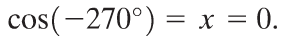 cos(−270°) = x = 0.